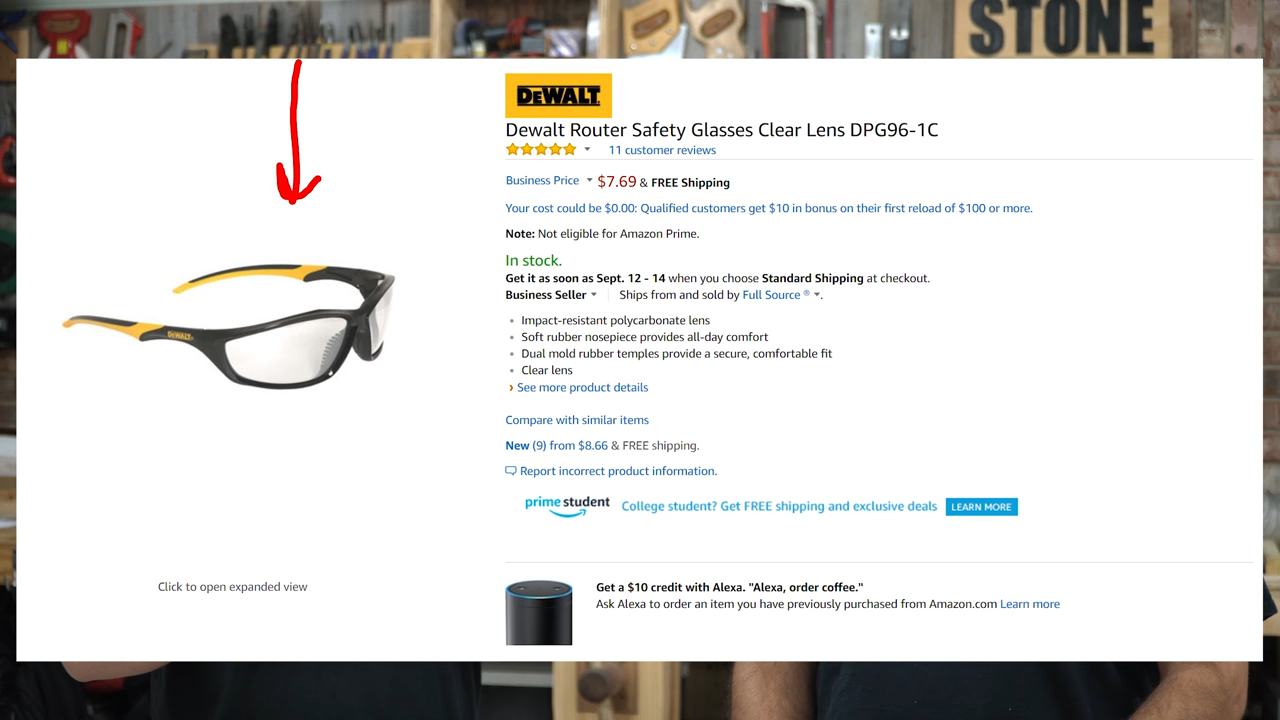 STONE
DEWALT
Dewalt Router Safety Glasses Clear Lens DPG96-1C
11 customer reviews
Business Price $7.69 & FREE Shipping
Your cost could be $0.00: Qualified customers get $10 in bonus on their first reload of $100 or more.
Note: Not eligible for Amazon Prime.
In stock.
Get it as soon as Sept. 12 - 14 when you choose Standard Shipping at checkout.
Business Seller Ships from and sold by Full Source ®.
• Impact-resistant polycarbonate lens
• Soft rubber nosepiece provides all-day comfort
• Dual mold rubber temples provide a secure, comfortable fit
• Clear lens
› See more product details
DEWALT
Compare with similar items
New (9) from $8.66 & FREE shipping.
Report incorrect product information.
prime student College student? Get FREE shipping and exclusive deals LEARN MORE
Click to open expanded view
Get a $10 credit with Alexa. "Alexa, order coffee."
Ask Alexa to order an item you have previously purchased from Amazon.com Learn more